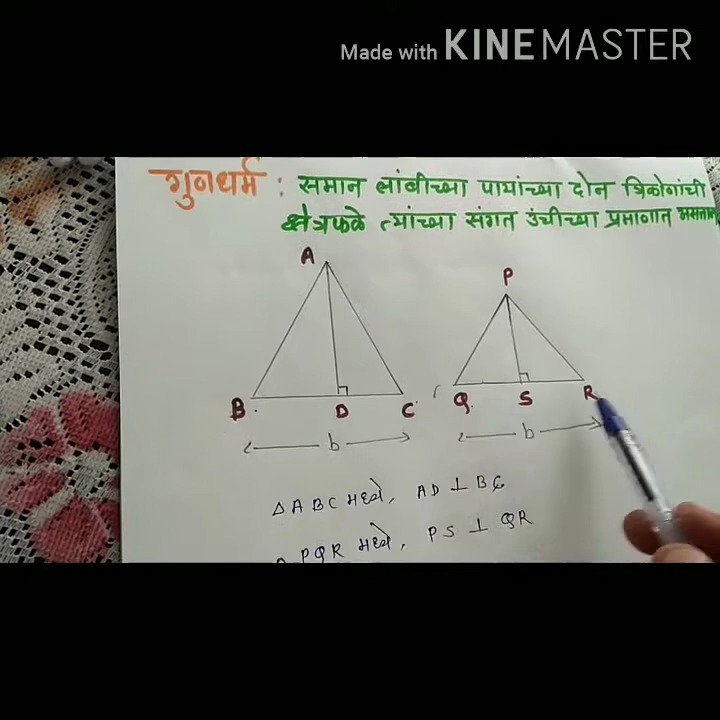 Made with KINEMASTER
गुणधर्म : समान लांबीच्या पायांच्या दोन त्रिकोणांची
क्षेत्रफळे त्यांच्या संगत उंचीच्या प्रमाणात असतात
A
P
B D C Q S R
b b
△ ABC मध्ये, AD ⊥ BC
△ PQR मध्ये, PS ⊥ QR